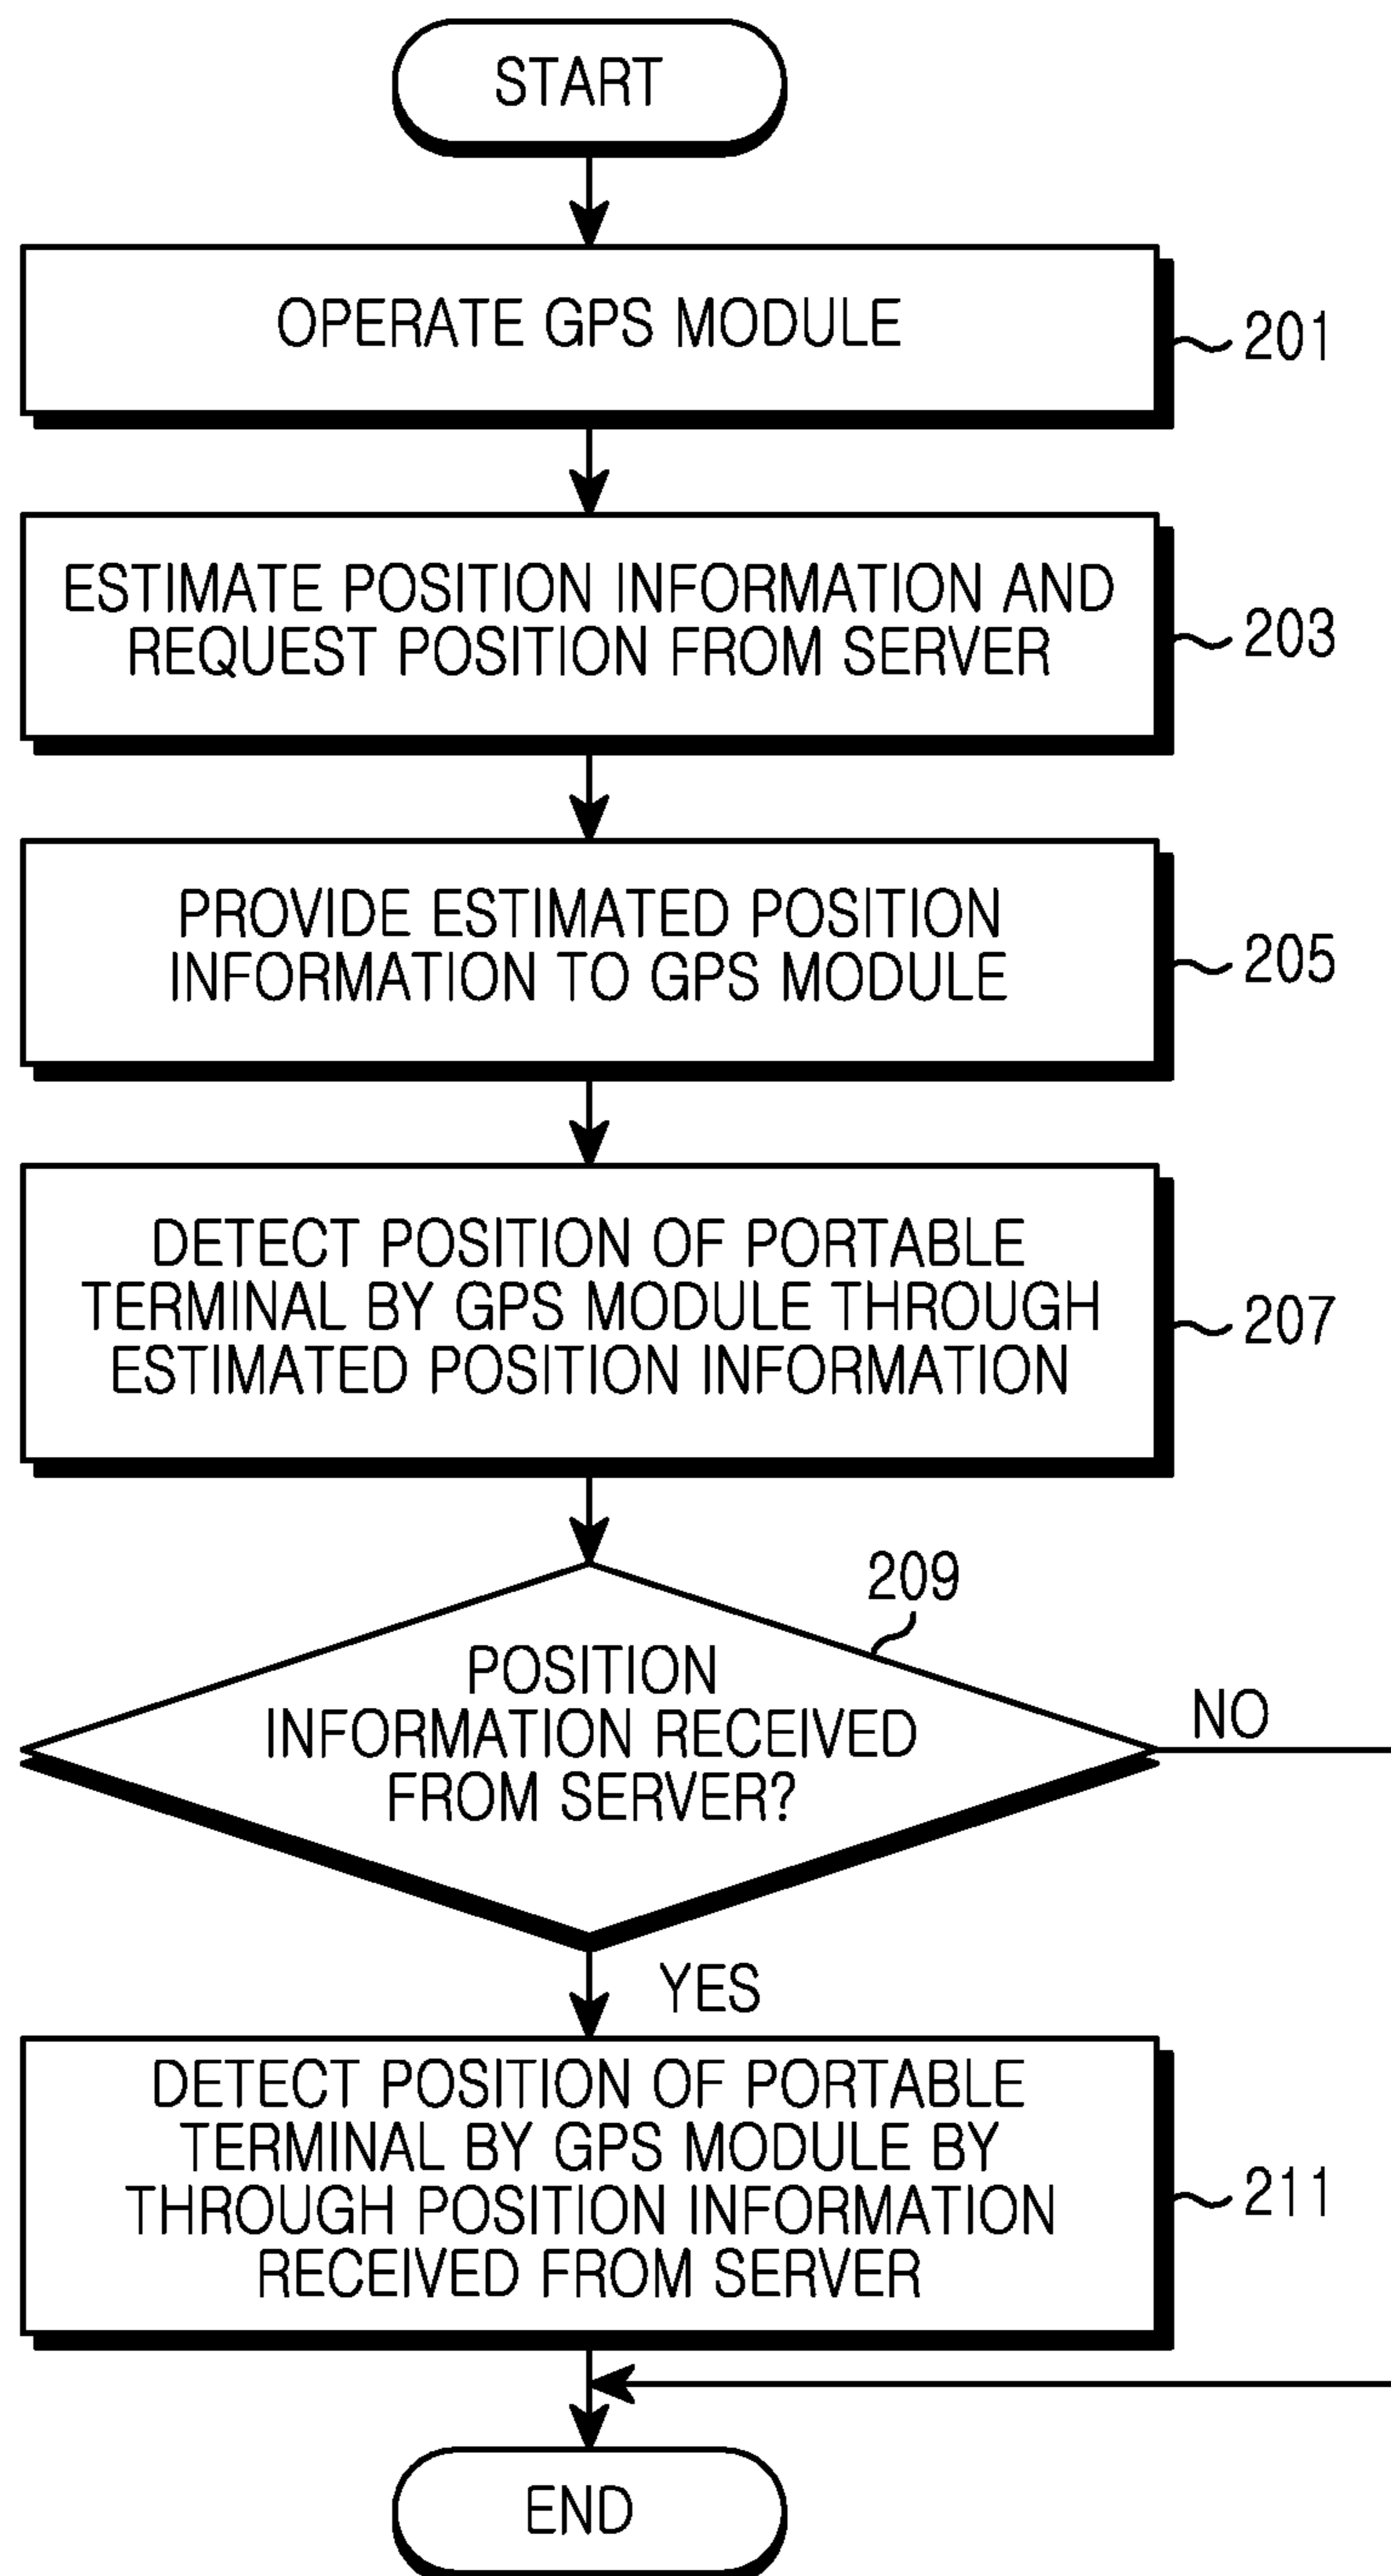 START
OPERATE GPS MODULE
201
ESTIMATE POSITION INFORMATION AND
REQUEST POSITION FROM SERVER
203
PROVIDE ESTIMATED POSITION
INFORMATION TO GPS MODULE
205
DETECT POSITION OF PORTABLE
TERMINAL BY GPS MODULE THROUGH
ESTIMATED POSITION INFORMATION
207
209
POSITION
INFORMATION RECEIVED
FROM SERVER?
NO
YES
DETECT POSITION OF PORTABLE
TERMINAL BY GPS MODULE BY
THROUGH POSITION INFORMATION
RECEIVED FROM SERVER
211
END